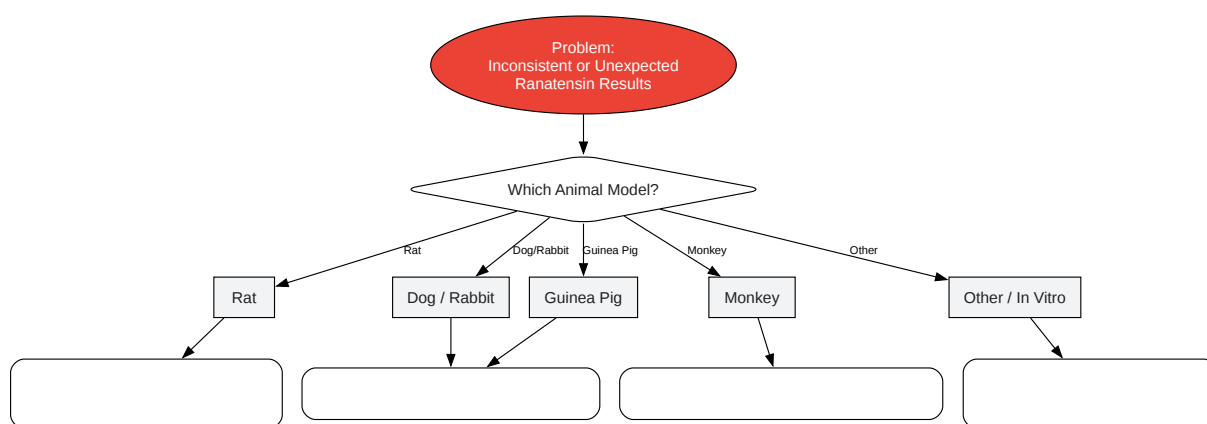 Problem:
Inconsistent or Unexpected
Ranatensin Results
Which Animal Model?
Rat
Dog/Rabbit
Guinea Pig
Monkey
Other
Rat
Dog / Rabbit
Guinea Pig
Monkey
Other / In Vitro